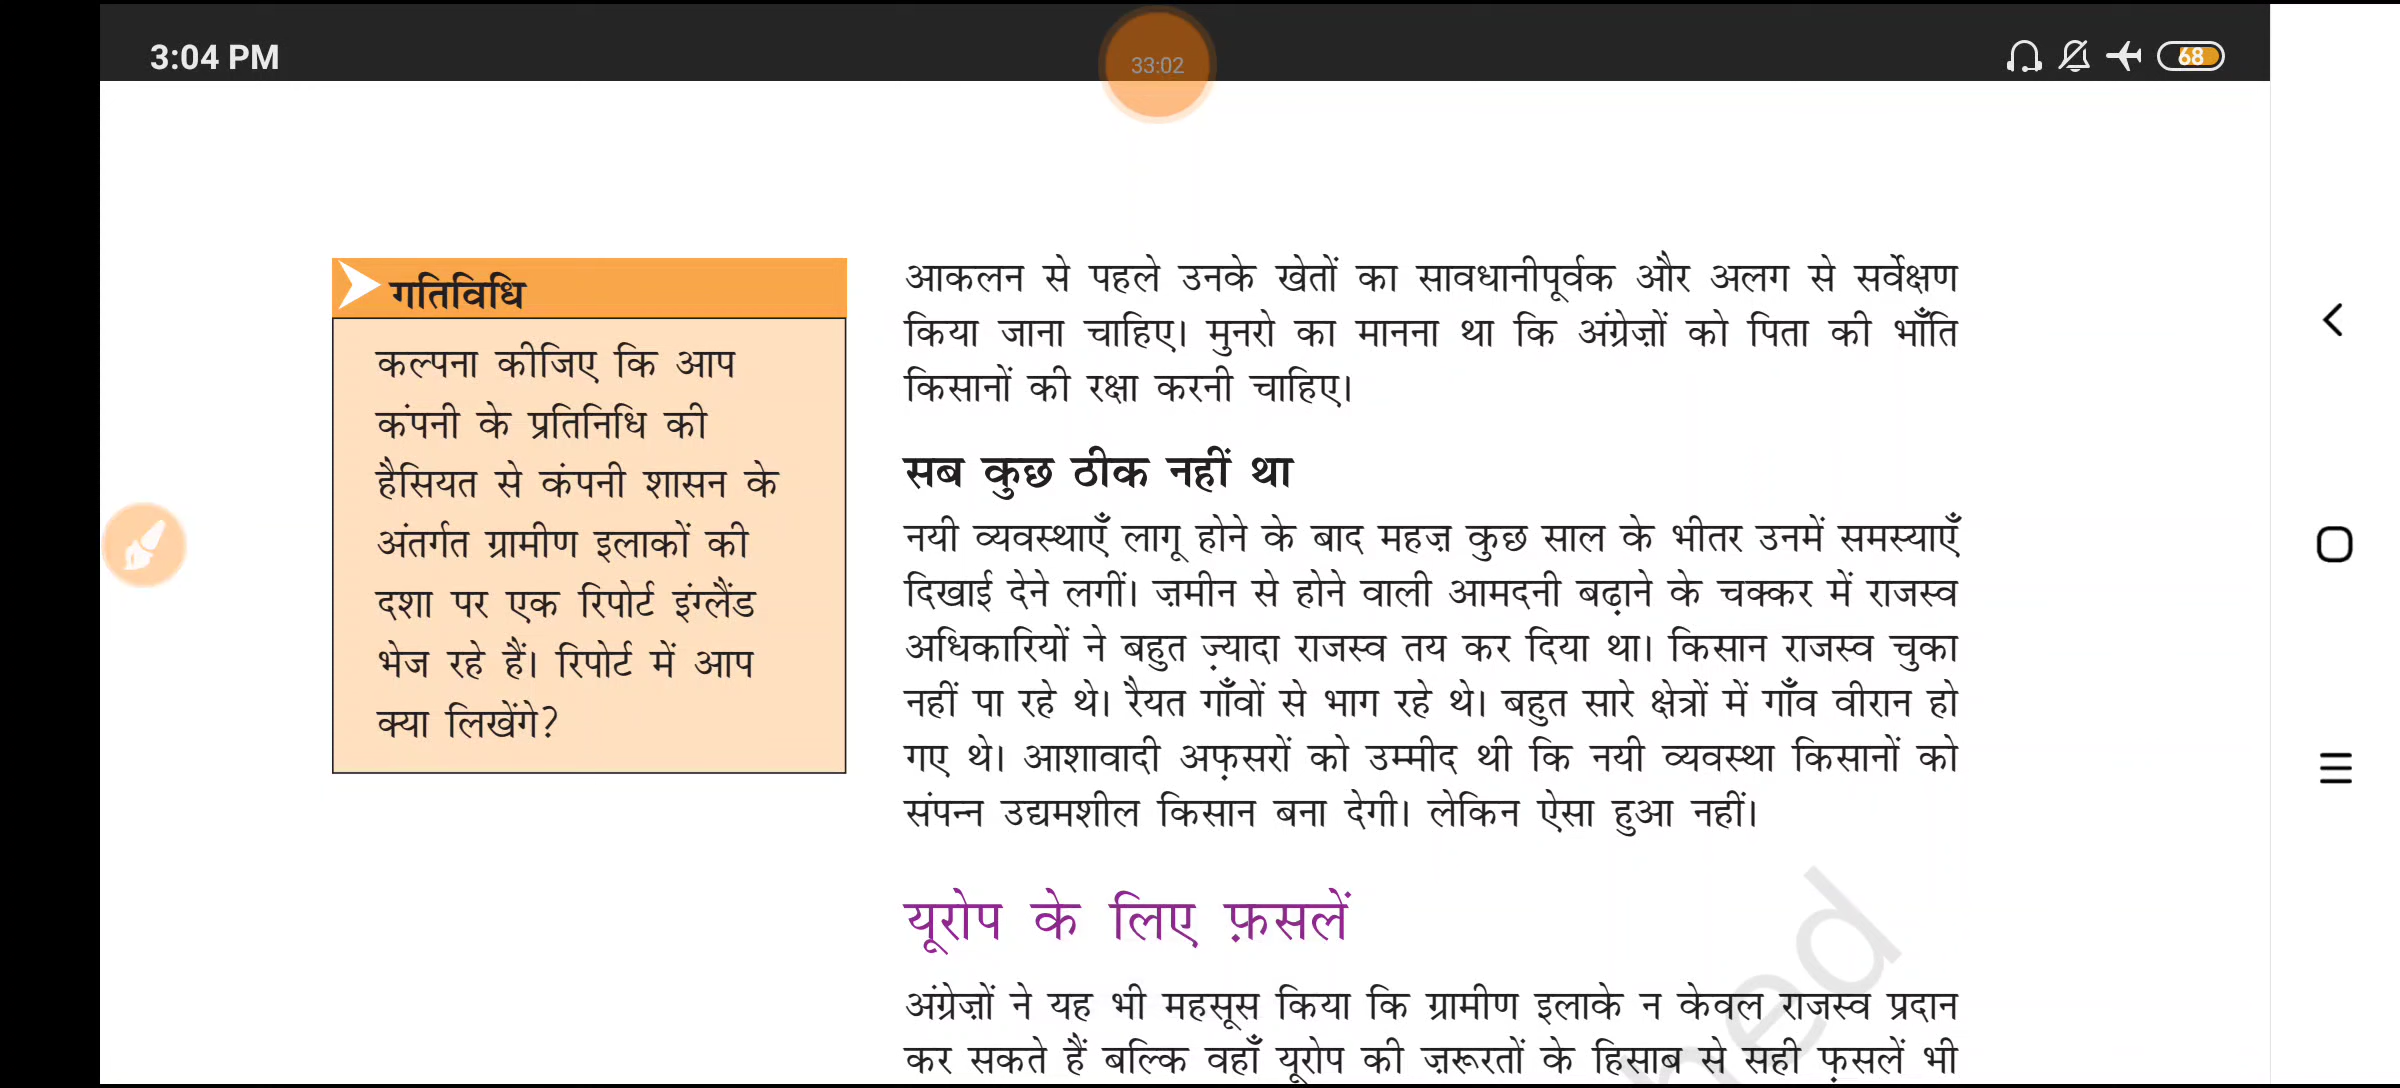 3:04 PM
33:02
68
गतिविधि
कल्पना कीजिए कि आप
कंपनी के प्रतिनिधि की
हैसियत से कंपनी शासन के
अंतर्गत ग्रामीण इलाकों की
दशा पर एक रिपोर्ट इंग्लैंड
भेज रहे हैं। रिपोर्ट में आप
क्या लिखेंगे?
आकलन से पहले उनके खेतों का सावधानीपूर्वक और अलग से सर्वेक्षण
किया जाना चाहिए। मुनरो का मानना था कि अंग्रेज़ों को पिता की भाँति
किसानों की रक्षा करनी चाहिए।
सब कुछ ठीक नहीं था
नयी व्यवस्थाएँ लागू होने के बाद महज़ कुछ साल के भीतर उनमें समस्याएँ
दिखाई देने लगीं। ज़मीन से होने वाली आमदनी बढ़ाने के चक्कर में राजस्व
अधिकारियों ने बहुत ज़्यादा राजस्व तय कर दिया था। किसान राजस्व चुका
नहीं पा रहे थे। रैयत गाँवों से भाग रहे थे। बहुत सारे क्षेत्रों में गाँव वीरान हो
गए थे। आशावादी अफ़सरों को उम्मीद थी कि नयी व्यवस्था किसानों को
संपन्न उद्यमशील किसान बना देगी। लेकिन ऐसा हुआ नहीं।
यूरोप के लिए फ़सलें
अंग्रेज़ों ने यह भी महसूस किया कि ग्रामीण इलाके न केवल राजस्व प्रदान
कर सकते हैं बल्कि वहाँ यूरोप की ज़रूरतों के हिसाब से सही फ़सलें भी